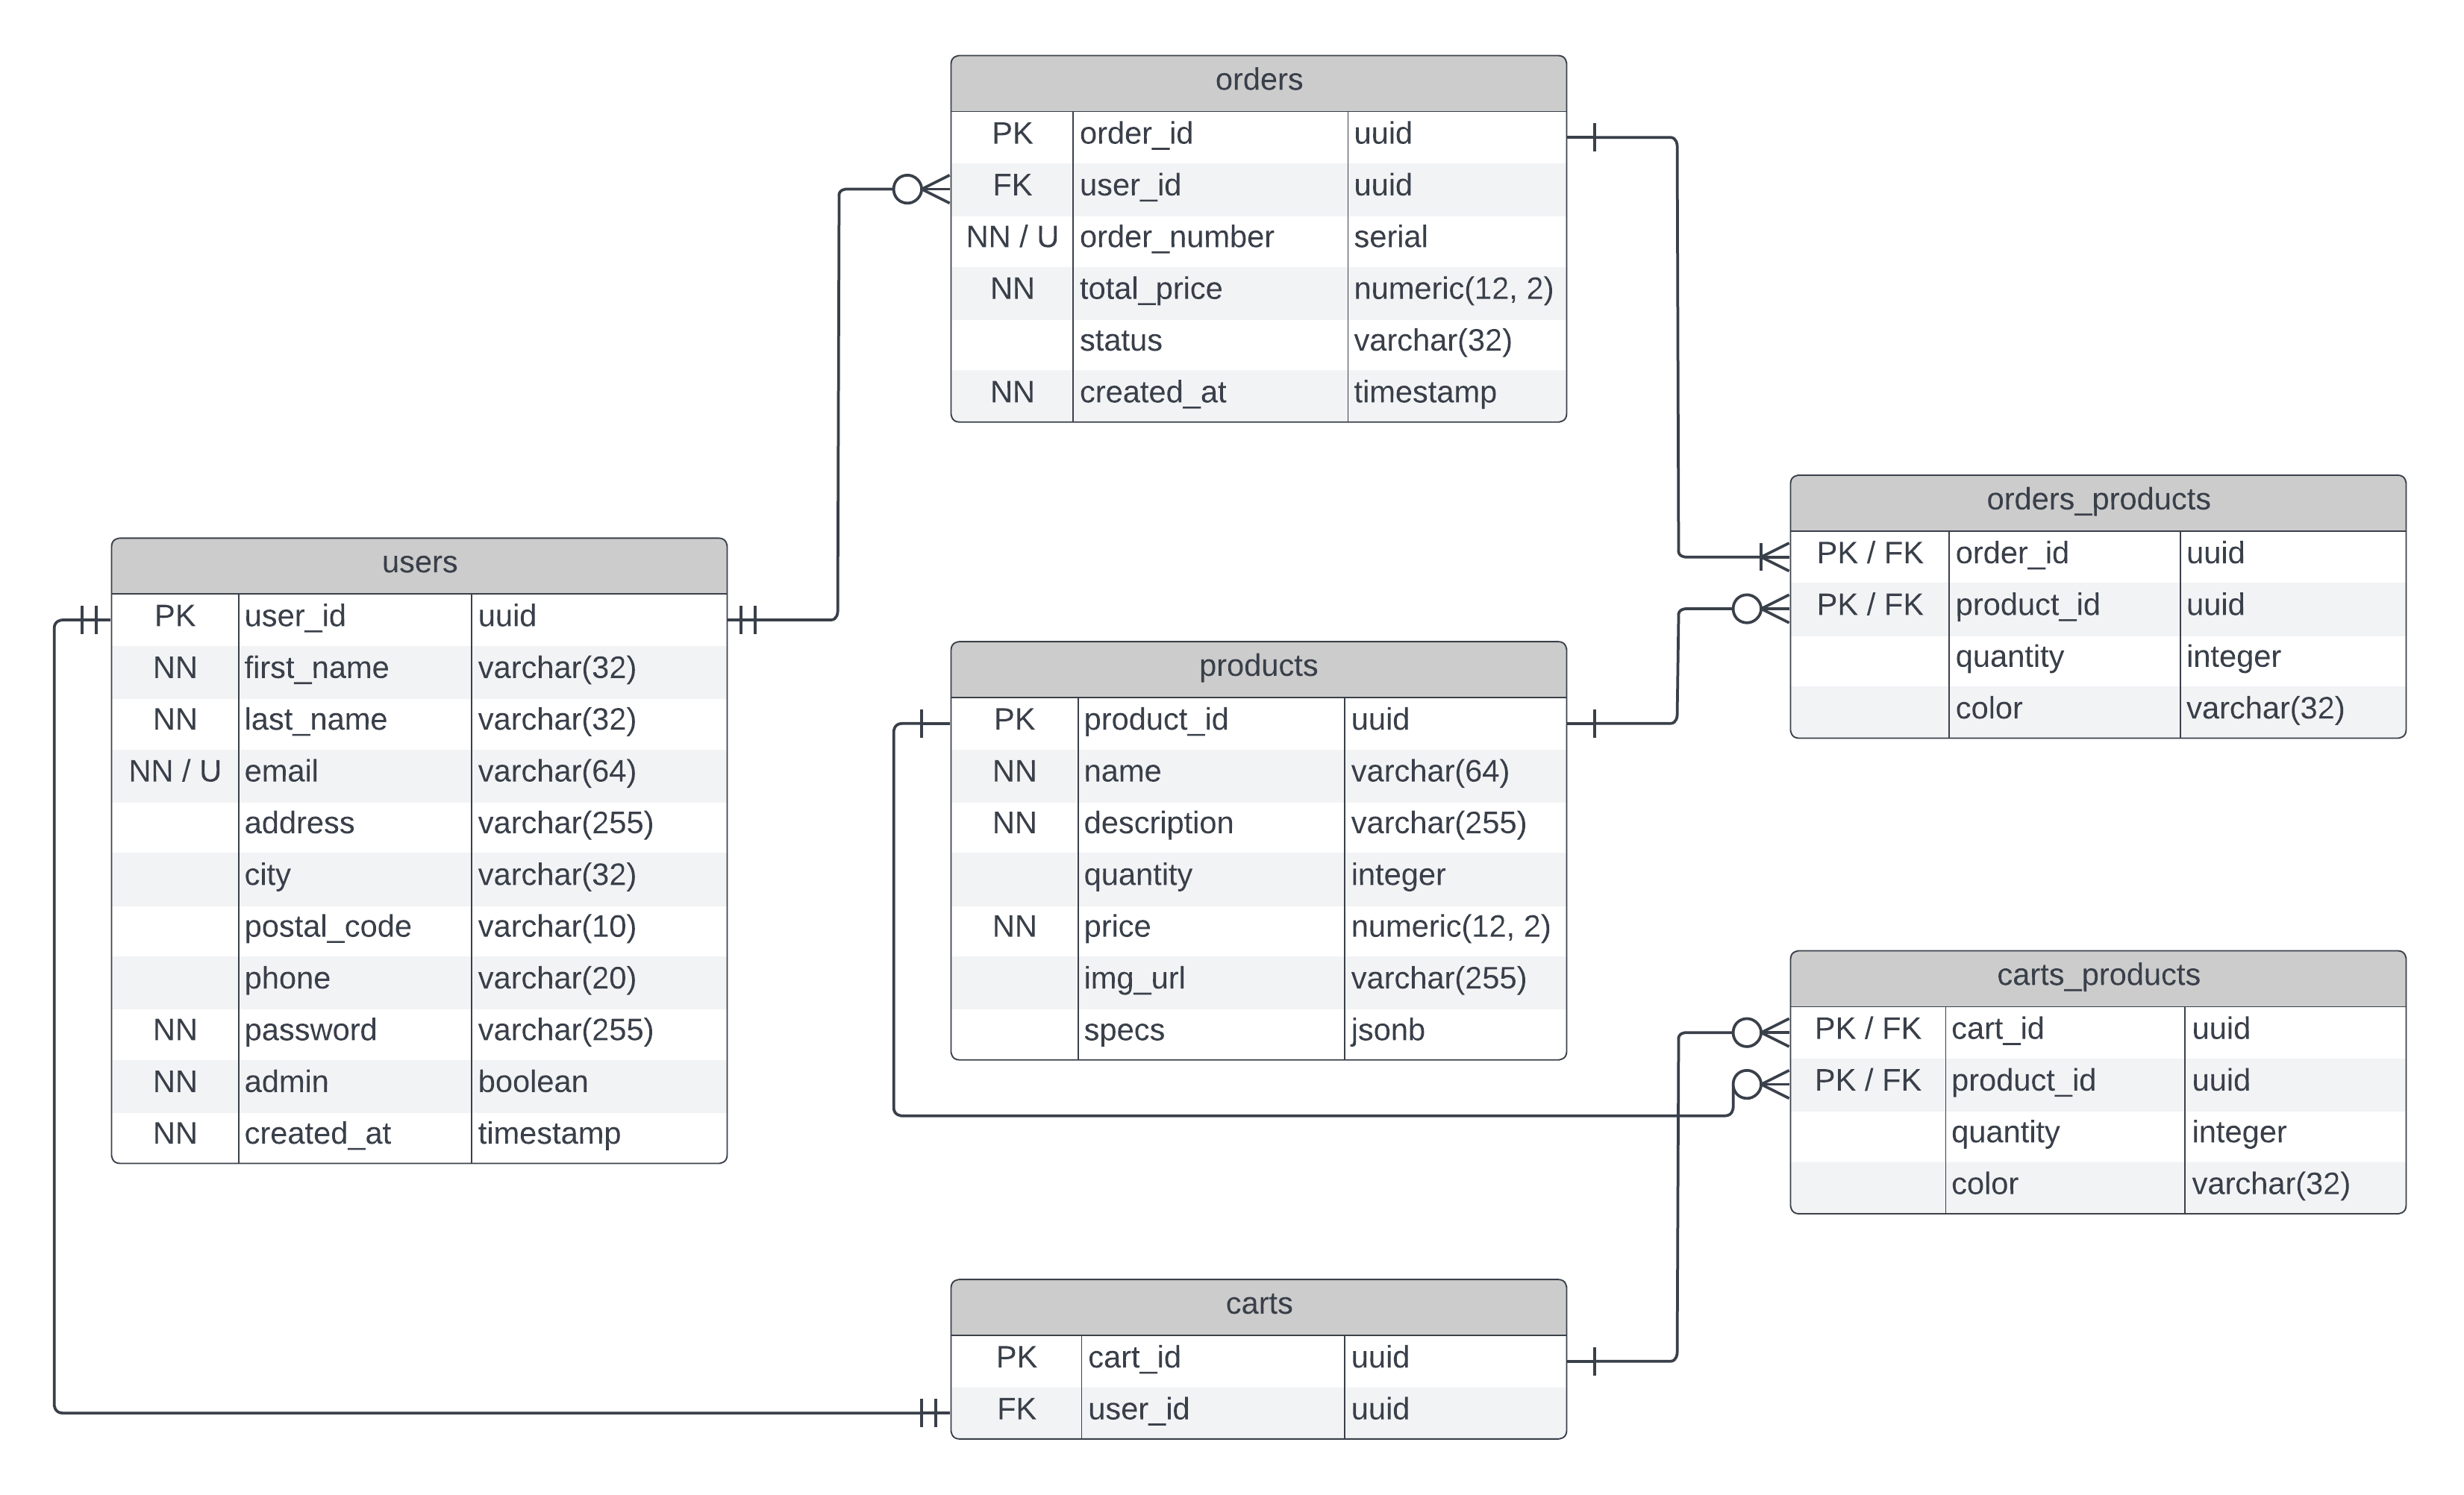 orders
PK order_id uuid
FK user_id uuid
NN / U order_number serial
NN total_price numeric(12, 2)
status varchar(32)
NN created_at timestamp
users
PK user_id uuid
NN first_name varchar(32)
NN last_name varchar(32)
NN / U email varchar(64)
address varchar(255)
city varchar(32)
postal_code varchar(10)
phone varchar(20)
NN password varchar(255)
NN admin boolean
NN created_at timestamp
products
PK product_id uuid
NN name varchar(64)
NN description varchar(255)
quantity integer
NN price numeric(12, 2)
img_url varchar(255)
specs jsonb
orders_products
PK / FK order_id uuid
PK / FK product_id uuid
quantity integer
color varchar(32)
carts_products
PK / FK cart_id uuid
PK / FK product_id uuid
quantity integer
color varchar(32)
carts
PK cart_id uuid
FK user_id uuid